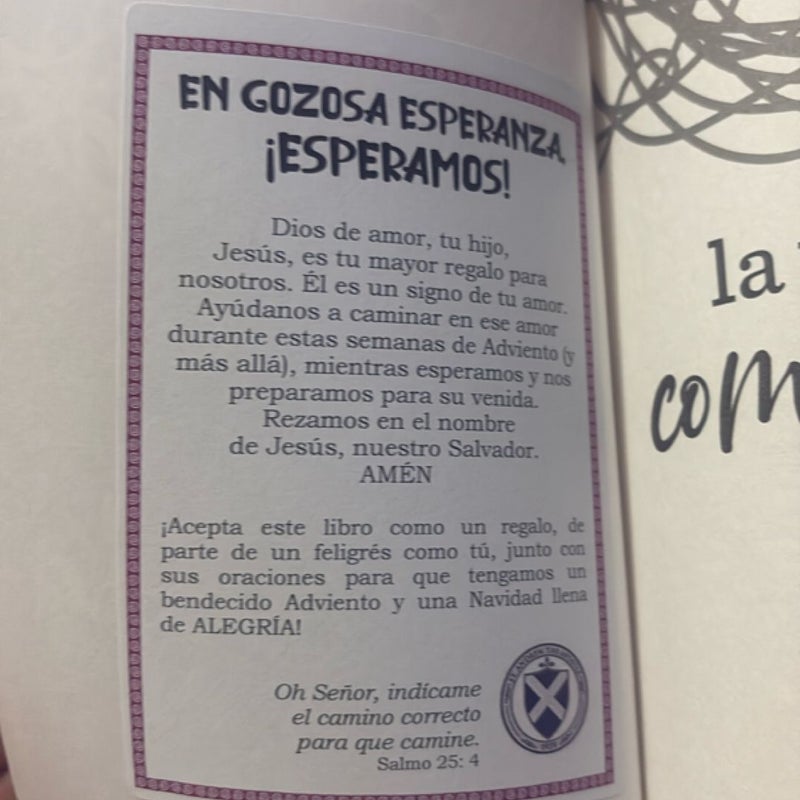 EN GOZOSA ESPERANZA,
¡ESPERAMOS!
Dios de amor, tu hijo,
Jesús, es tu mayor regalo para
nosotros. Él es un signo de tu amor.
Ayúdanos a caminar en ese amor
durante estas semanas de Adviento (y
más allá), mientras esperamos y nos
preparamos para su venida.
Rezamos en el nombre
de Jesús, nuestro Salvador.
AMÉN
¡Acepta este libro como un regalo, de
parte de un feligrés como tú, junto con
sus oraciones para que tengamos un
bendecido Adviento y una Navidad llena
de ALEGRÍA!
Oh Señor, indícame
el camino correcto
para que camine.
Salmo 25: 4
la